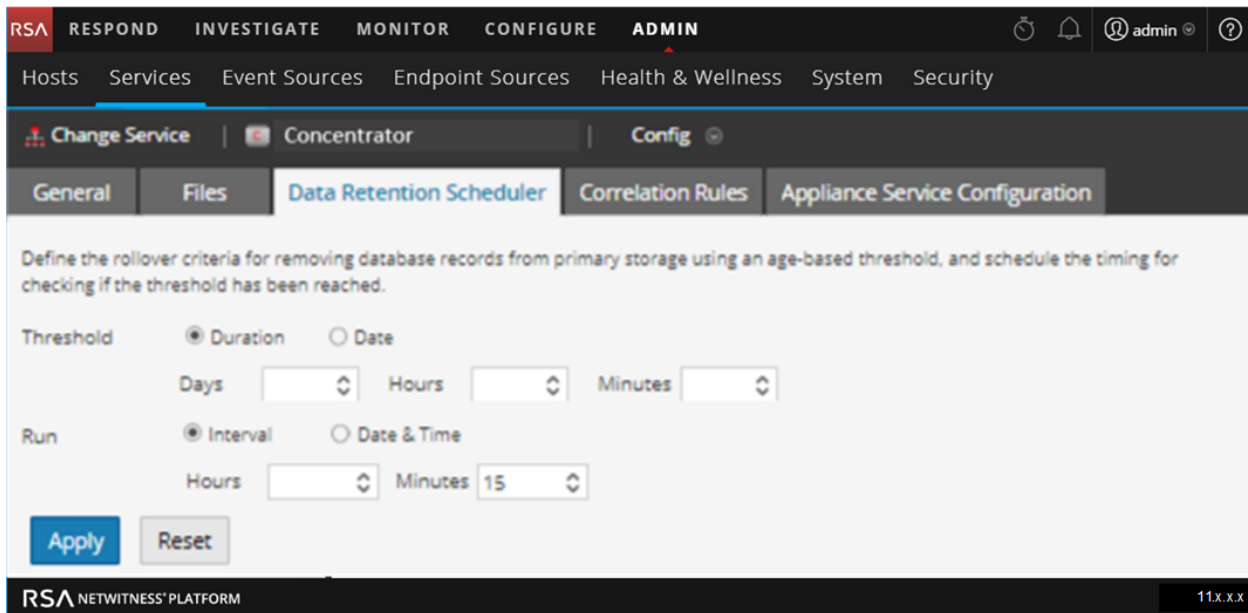 RSA RESPOND INVESTIGATE MONITOR CONFIGURE ADMIN admin ?
Hosts Services Event Sources Endpoint Sources Health & Wellness System Security
Change Service | C Concentrator | Config
General Files Data Retention Scheduler Correlation Rules Appliance Service Configuration
Define the rollover criteria for removing database records from primary storage using an age-based threshold, and schedule the timing for
checking if the threshold has been reached.
Threshold Duration Date
Days Hours Minutes
Run Interval Date & Time
Hours Minutes 15
Apply Reset
RSA NETWITNESS® PLATFORM 11.x.x.x